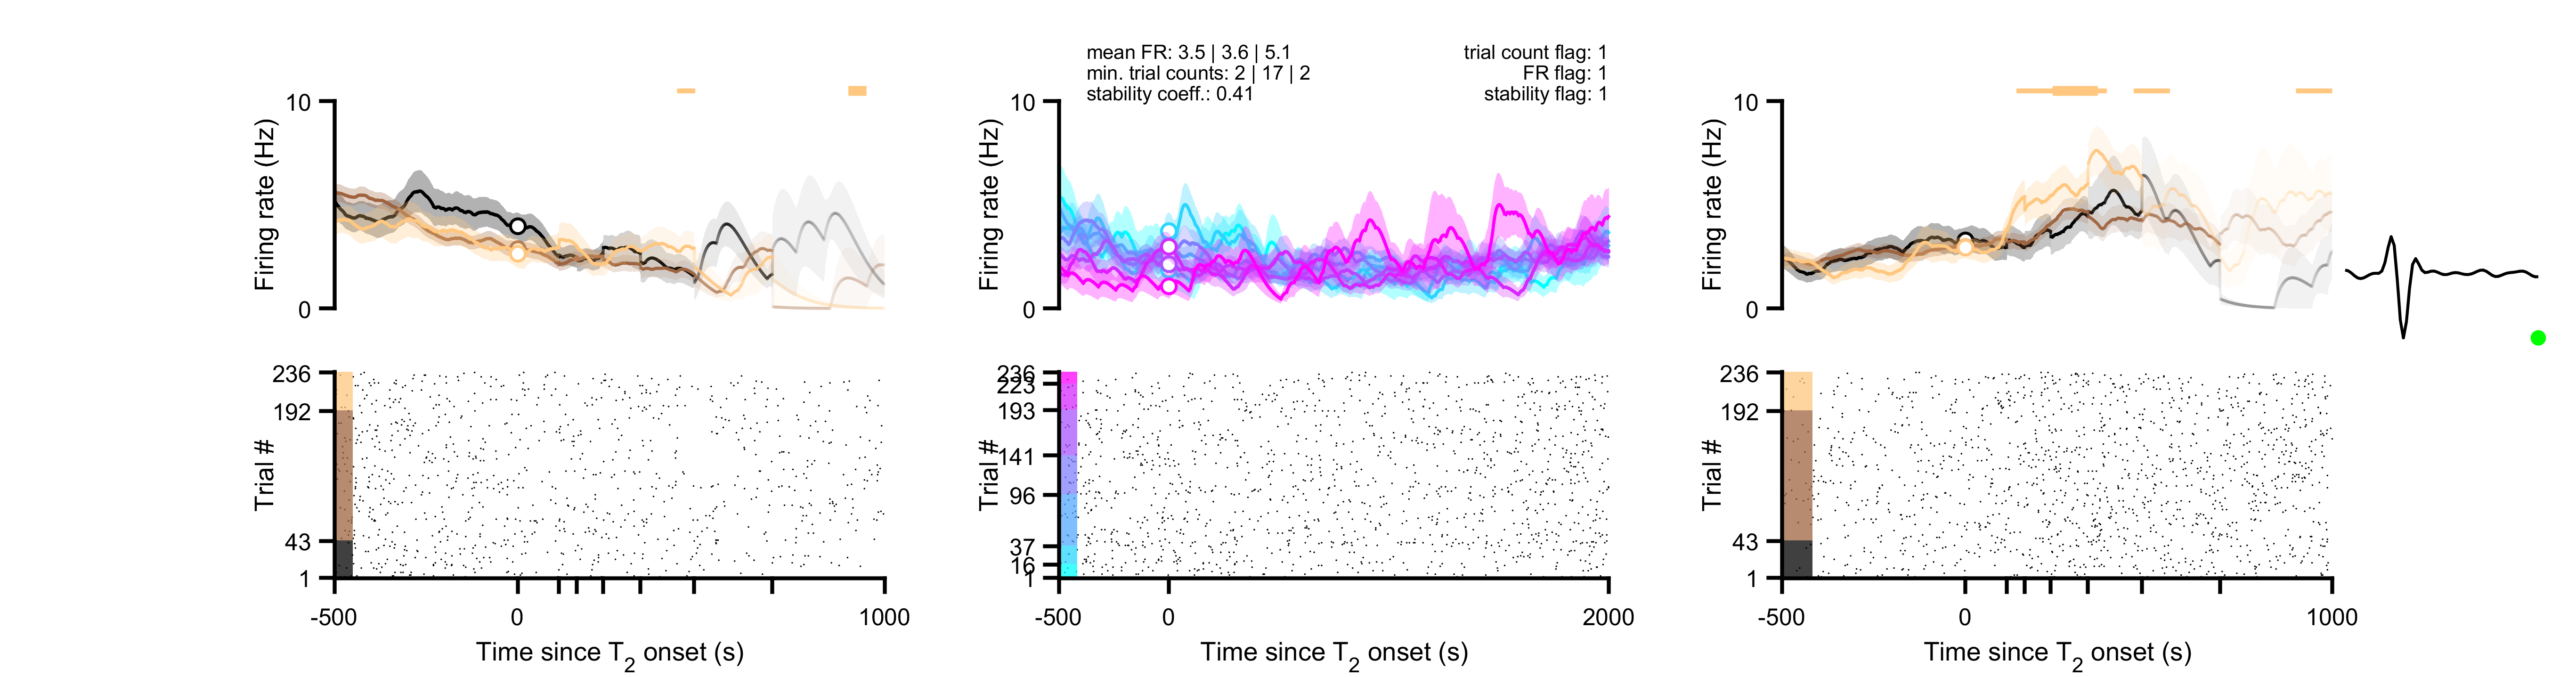 mean FR: 3.5 | 3.6 | 5.1
min. trial counts: 2 | 17 | 2
stability coeff.: 0.41
trial count flag: 1
FR flag: 1
stability flag: 1
10
0
Firing rate (Hz)
236
192
43
1
Trial #
-500
0
1000
Time since T2 onset (s)
10
0
Firing rate (Hz)
236
223
193
141
96
37
16
1
Trial #
-500
0
2000
Time since T2 onset (s)
10
0
Firing rate (Hz)
236
192
43
1
Trial #
-500
0
1000
Time since T2 onset (s)